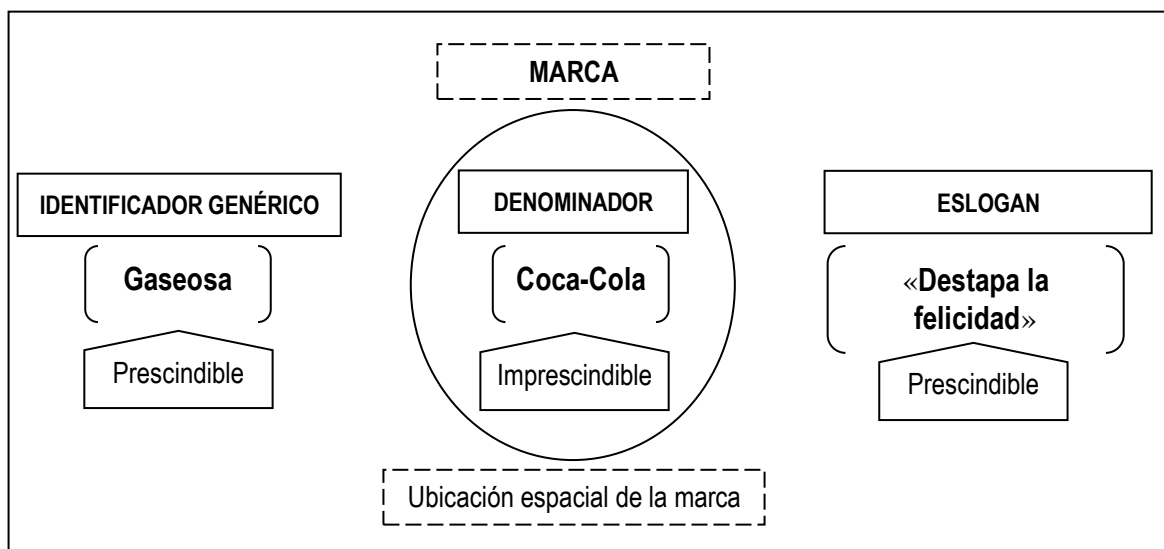 MARCA
IDENTIFICADOR GENÉRICO
DENOMINADOR
ESLOGAN
Gaseosa
Coca-Cola
«Destapa la
felicidad»
Prescindible
Imprescindible
Prescindible
Ubicación espacial de la marca